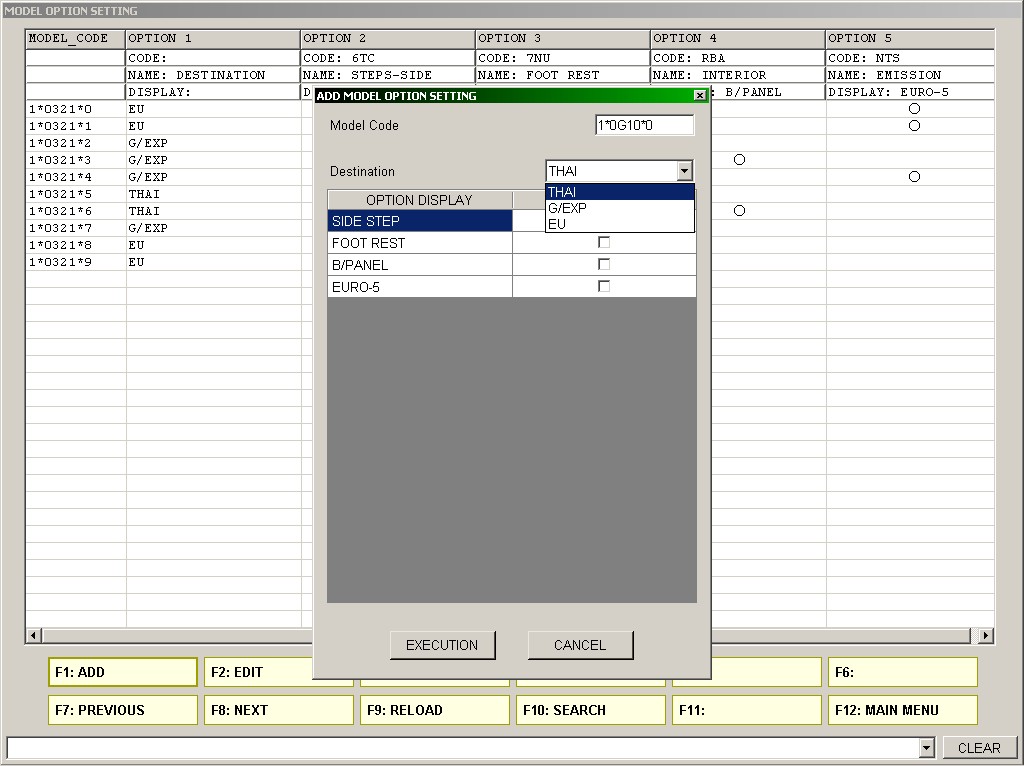 MODEL OPTION SETTING
MODEL_CODE OPTION 1 OPTION 2 OPTION 3 OPTION 4 OPTION 5
CODE: CODE: 6TC CODE: 7NU CODE: RBA CODE: NTS
NAME: DESTINATION NAME: STEPS-SIDE NAME: FOOT REST NAME: INTERIOR NAME: EMISSION
DISPLAY: B/PANEL DISPLAY: EURO-5
1*0321*0 EU
1*0321*1 EU
1*0321*2 G/EXP
1*0321*3 G/EXP
1*0321*4 G/EXP
1*0321*5 THAI
1*0321*6 THAI
1*0321*7 G/EXP
1*0321*8 EU
1*0321*9 EU
ADD MODEL OPTION SETTING
Model Code 1*0G10*0
Destination THAI
THAI
G/EXP
EU
OPTION DISPLAY
SIDE STEP
FOOT REST
B/PANEL
EURO-5
EXECUTION CANCEL
F1: ADD F2: EDIT F6:
F7: PREVIOUS F8: NEXT F9: RELOAD F10: SEARCH F11: F12: MAIN MENU
CLEAR